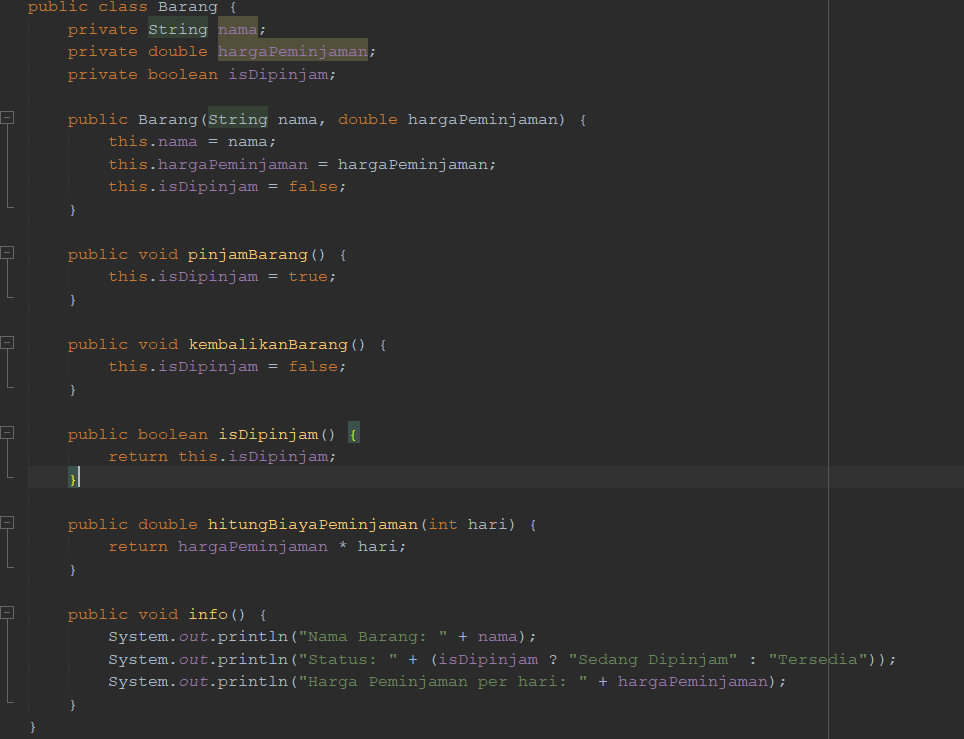 public class Barang {
private String nama;
private double hargaPeminjaman;
private boolean isDipinjam;
public Barang(String nama, double hargaPeminjaman) {
this.nama = nama;
this.hargaPeminjaman = hargaPeminjaman;
this.isDipinjam = false;
}
public void pinjamBarang() {
this.isDipinjam = true;
}
public void kembalikanBarang() {
this.isDipinjam = false;
}
public boolean isDipinjam() {
return this.isDipinjam;
}
public double hitungBiayaPeminjaman(int hari) {
return hargaPeminjaman * hari;
}
public void info() {
System.out.println("Nama Barang: " + nama);
System.out.println("Status: " + (isDipinjam ? "Sedang Dipinjam" : "Tersedia"));
System.out.println("Harga Peminjaman per hari: " + hargaPeminjaman);
}
}